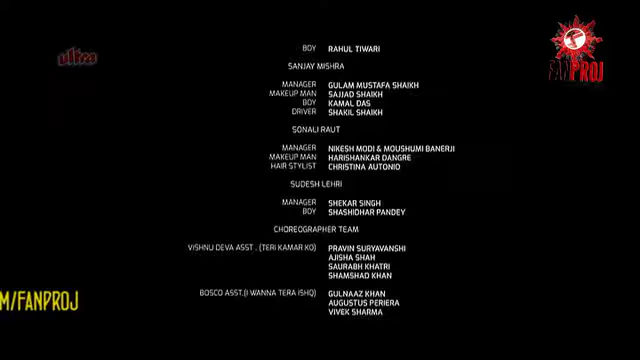 ultra
FANPROJ
BOY RAHUL TIWARI
SANJAY MISHRA
MANAGER GULAM MUSTAFA SHAIKH
MAKEUP MAN SAJJAD SHAIKH
BOY KAMAL DAS
DRIVER SHAKIL SHAIKH
SONALI RAUT
MANAGER NIKESH MODI & MOUSHUMI BANERJI
MAKEUP MAN HARISHANKAR DANGRE
HAIR STYLIST CHRISTINA AUTONIO
SUDESH LEHRI
MANAGER SHEKAR SINGH
BOY SHASHIDHAR PANDEY
CHOREOGRAPHER TEAM
VISHNU DEVA ASST . (TERI KAMAR KO) PRAVIN SURYAVANSHI
AJISHA SHAH
SAURABH KHATRI
SHAMSHAD KHAN
BOSCO ASST.(I WANNA TERA ISHQ) GULNAAZ KHAN
AUGUSTUS PERIERA
VIVEK SHARMA
M/FANPROJ